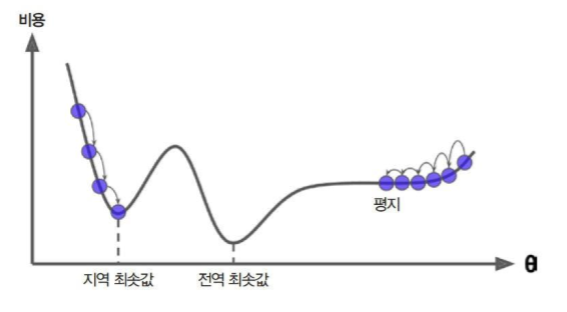 비용
평지
θ
지역 최솟값
전역 최솟값